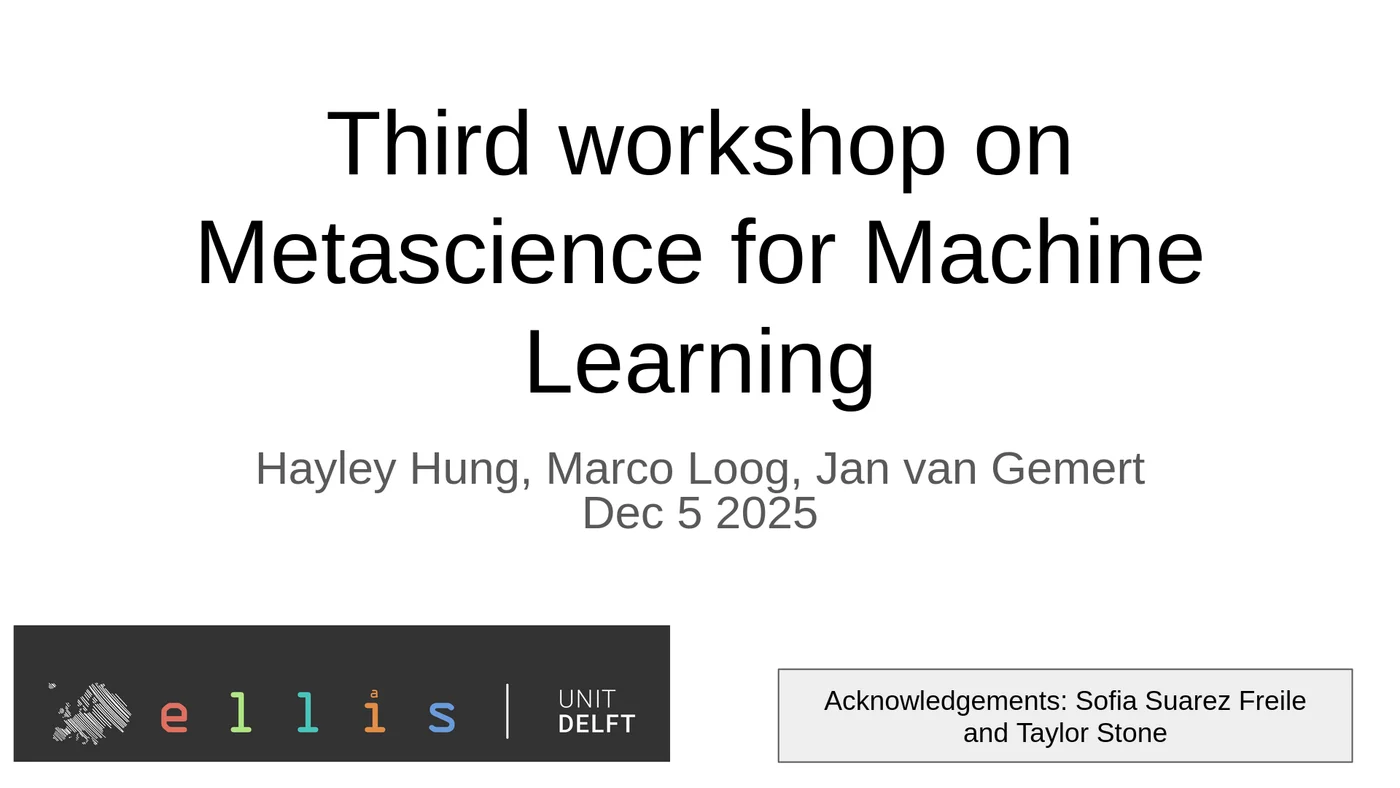 Third workshop on
Metascience for Machine
Learning
Hayley Hung, Marco Loog, Jan van Gemert
Dec 5 2025
ellis
a
UNIT
DELFT
Acknowledgements: Sofia Suarez Freile
and Taylor Stone